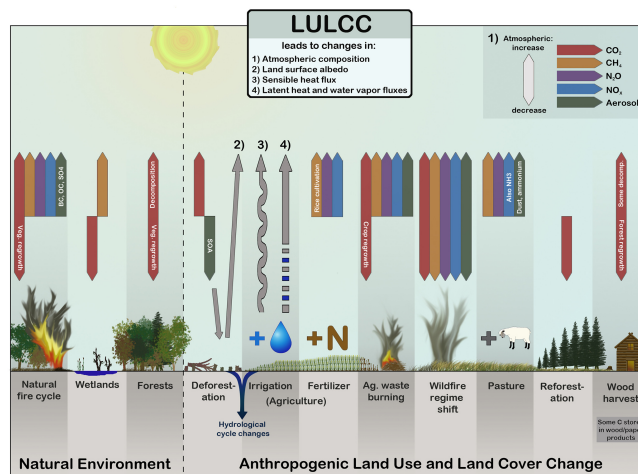 LULCC
leads to changes in:
1) Atmospheric composition
2) Land surface albedo
3) Sensible heat flux
4) Latent heat and water vapor fluxes
1) Atmospheric:
increase
decrease
CO₂
CH₄
N₂O
NOₓ
Aerosol
2)
3)
4)
Veg. regrowth
BC, OC, SO4
Decomposition
Veg. regrowth
SOA
Rice cultivation
Crop regrowth
Also NH3
Dust, ammonium
Some decomp.
Forest regrowth
+
+ N
+
Natural
fire cycle
Wetlands
Forests
Deforest-
ation
Irrigation
Fertilizer
(Agriculture)
Ag. waste
burning
Wildfire
regime
shift
Pasture
Reforest-
ation
Wood
harvest
Hydrological
cycle changes
Some C store
in wood/pape
products
Natural Environment
Anthropogenic Land Use and Land Cover Change